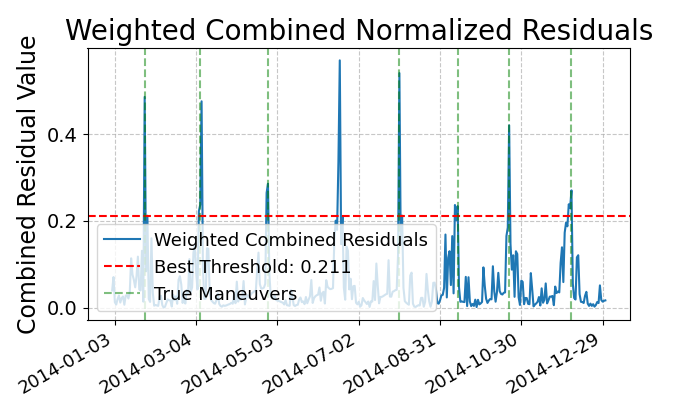 Weighted Combined Normalized Residuals
Combined Residual Value
0.4
0.2
0.0
Weighted Combined Residuals
Best Threshold: 0.211
True Maneuvers
2014-01-03
2014-03-04
2014-05-03
2014-07-02
2014-08-31
2014-10-30
2014-12-29